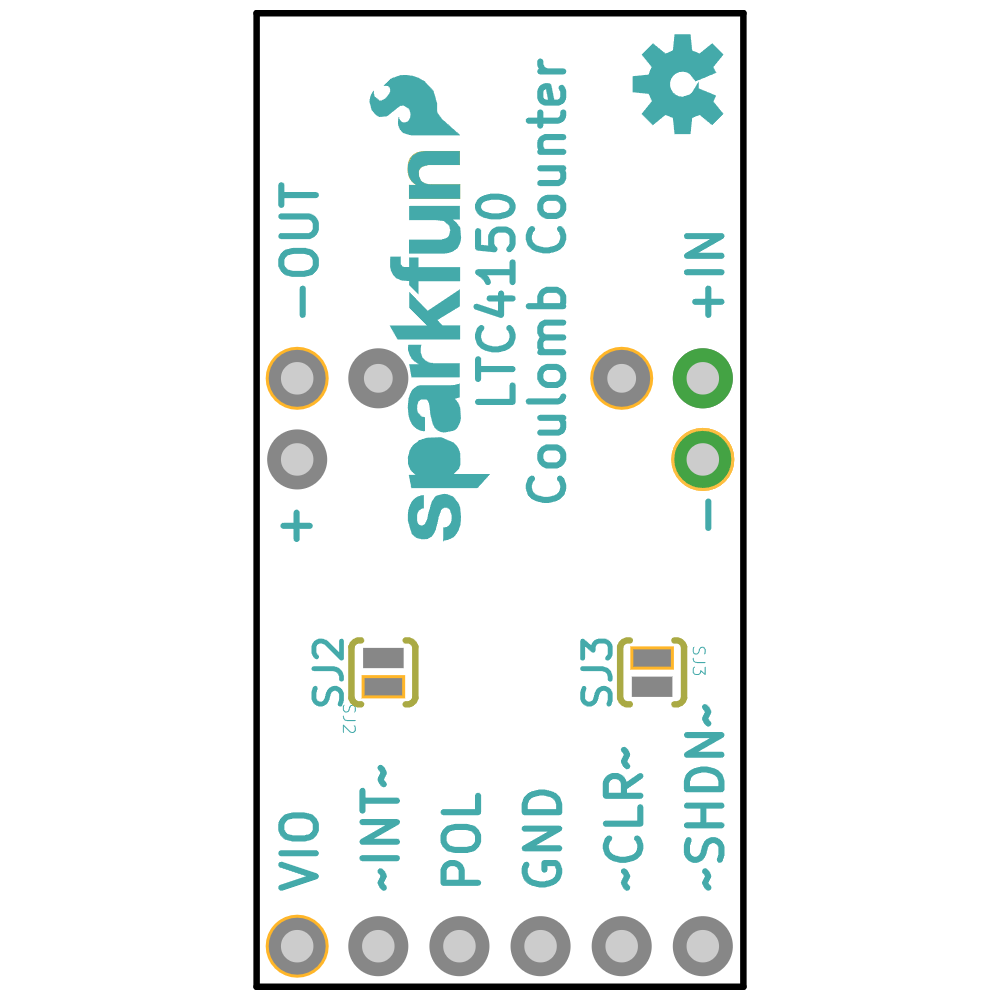 -OUT
+
sparkfun
LTC4150
Coulomb Counter
+IN
-
SJ2
SJ2
SJ3
SJ3
VIO
~INT~
POL
GND
~CLR~
~SHDN~